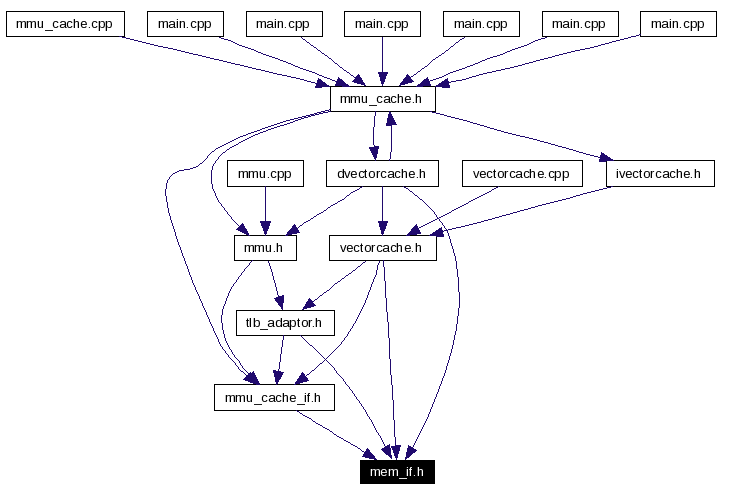 mmu_cache.cpp
main.cpp
main.cpp
main.cpp
main.cpp
main.cpp
main.cpp
mmu_cache.h
mmu.cpp
dvectorcache.h
vectorcache.cpp
ivectorcache.h
mmu.h
vectorcache.h
tlb_adaptor.h
mmu_cache_if.h
mem_if.h